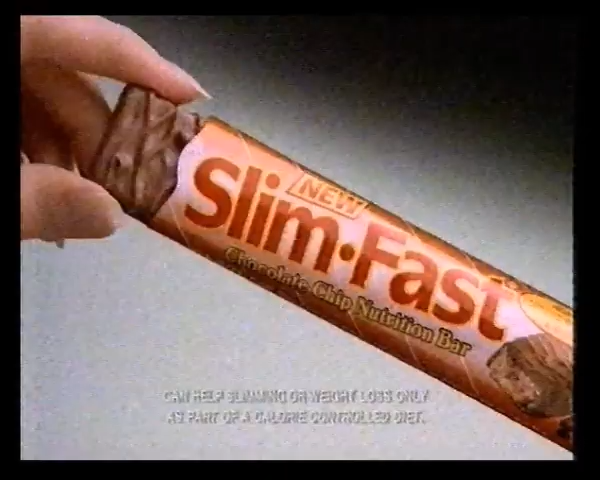 NEW
Slim·Fast
Chocolate Chip Nutrition Bar
CAN HELP SLIMMING OR WEIGHT LOSS ONLY
AS PART OF A CALORIE CONTROLLED DIET.